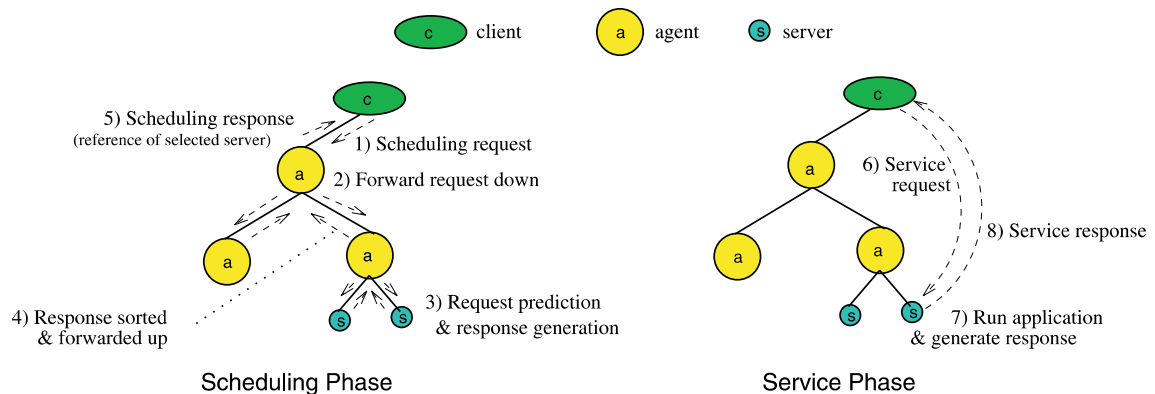 c client a agent s server
c
5) Scheduling response
(reference of selected server)
1) Scheduling request
a
2) Forward request down
a
a
3) Request prediction
& response generation
s
s
4) Response sorted
& forwarded up
Scheduling Phase
c
a
6) Service
request
8) Service response
a
a
s
s
7) Run application
& generate response
Service Phase